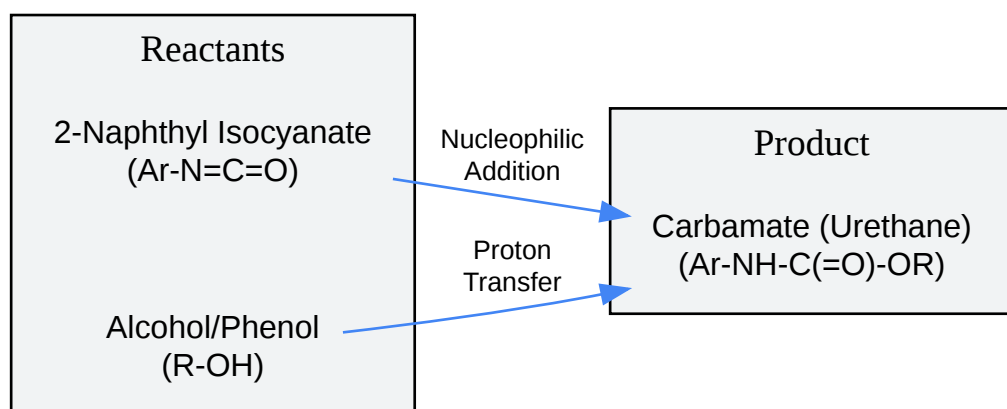 Reactants
2-Naphthyl Isocyanate
(Ar-N=C=O)
Alcohol/Phenol
(R-OH)
Nucleophilic
Addition
Proton
Transfer
Product
Carbamate (Urethane)
(Ar-NH-C(=O)-OR)